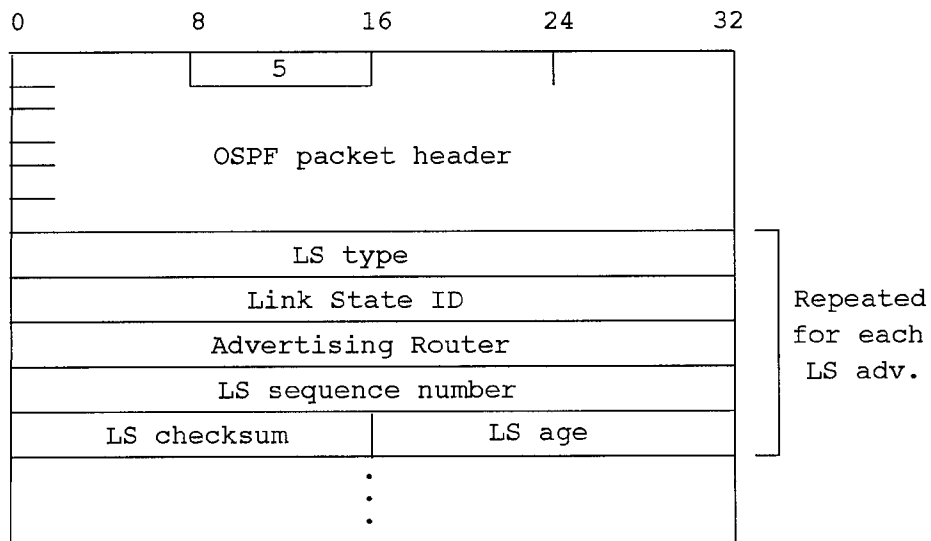 0 8 16 24 32
5
OSPF packet header
LS type
Link State ID
Advertising Router
LS sequence number
LS checksum LS age
Repeated
for each
LS adv.